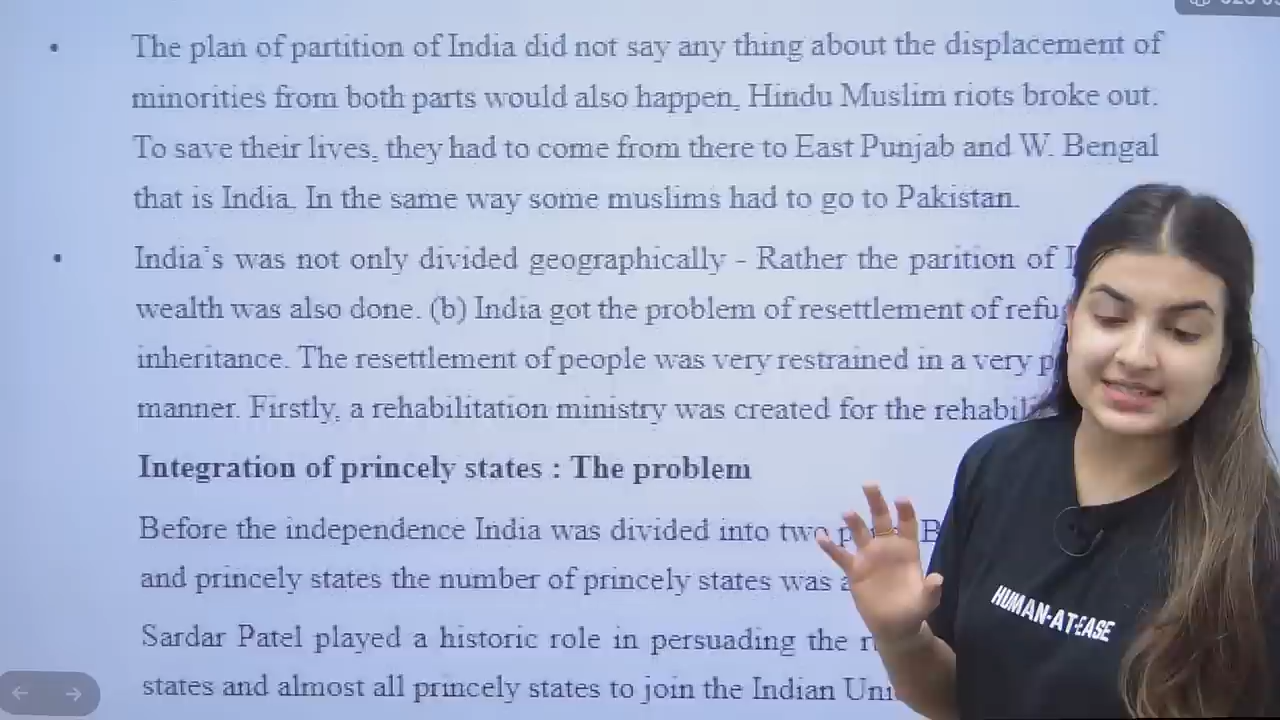 • The plan of partition of India did not say any thing about the displacement of
minorities from both parts would also happen, Hindu Muslim riots broke out.
To save their lives, they had to come from there to East Punjab and W. Bengal
that is India. In the same way some muslims had to go to Pakistan.
• India's was not only divided geographically - Rather the parition of
wealth was also done. (b) India got the problem of resettlement of
inheritance. The resettlement of people was very restrained in a very
manner. Firstly, a rehabilitation ministry was created for the
Integration of princely states : The problem
Before the independence India was divided into two
and princely states the number of princely states was
Sardar Patel played a historic role in persuading the
states and almost all princely states to join the Indian
HUMAN-AT-EASE